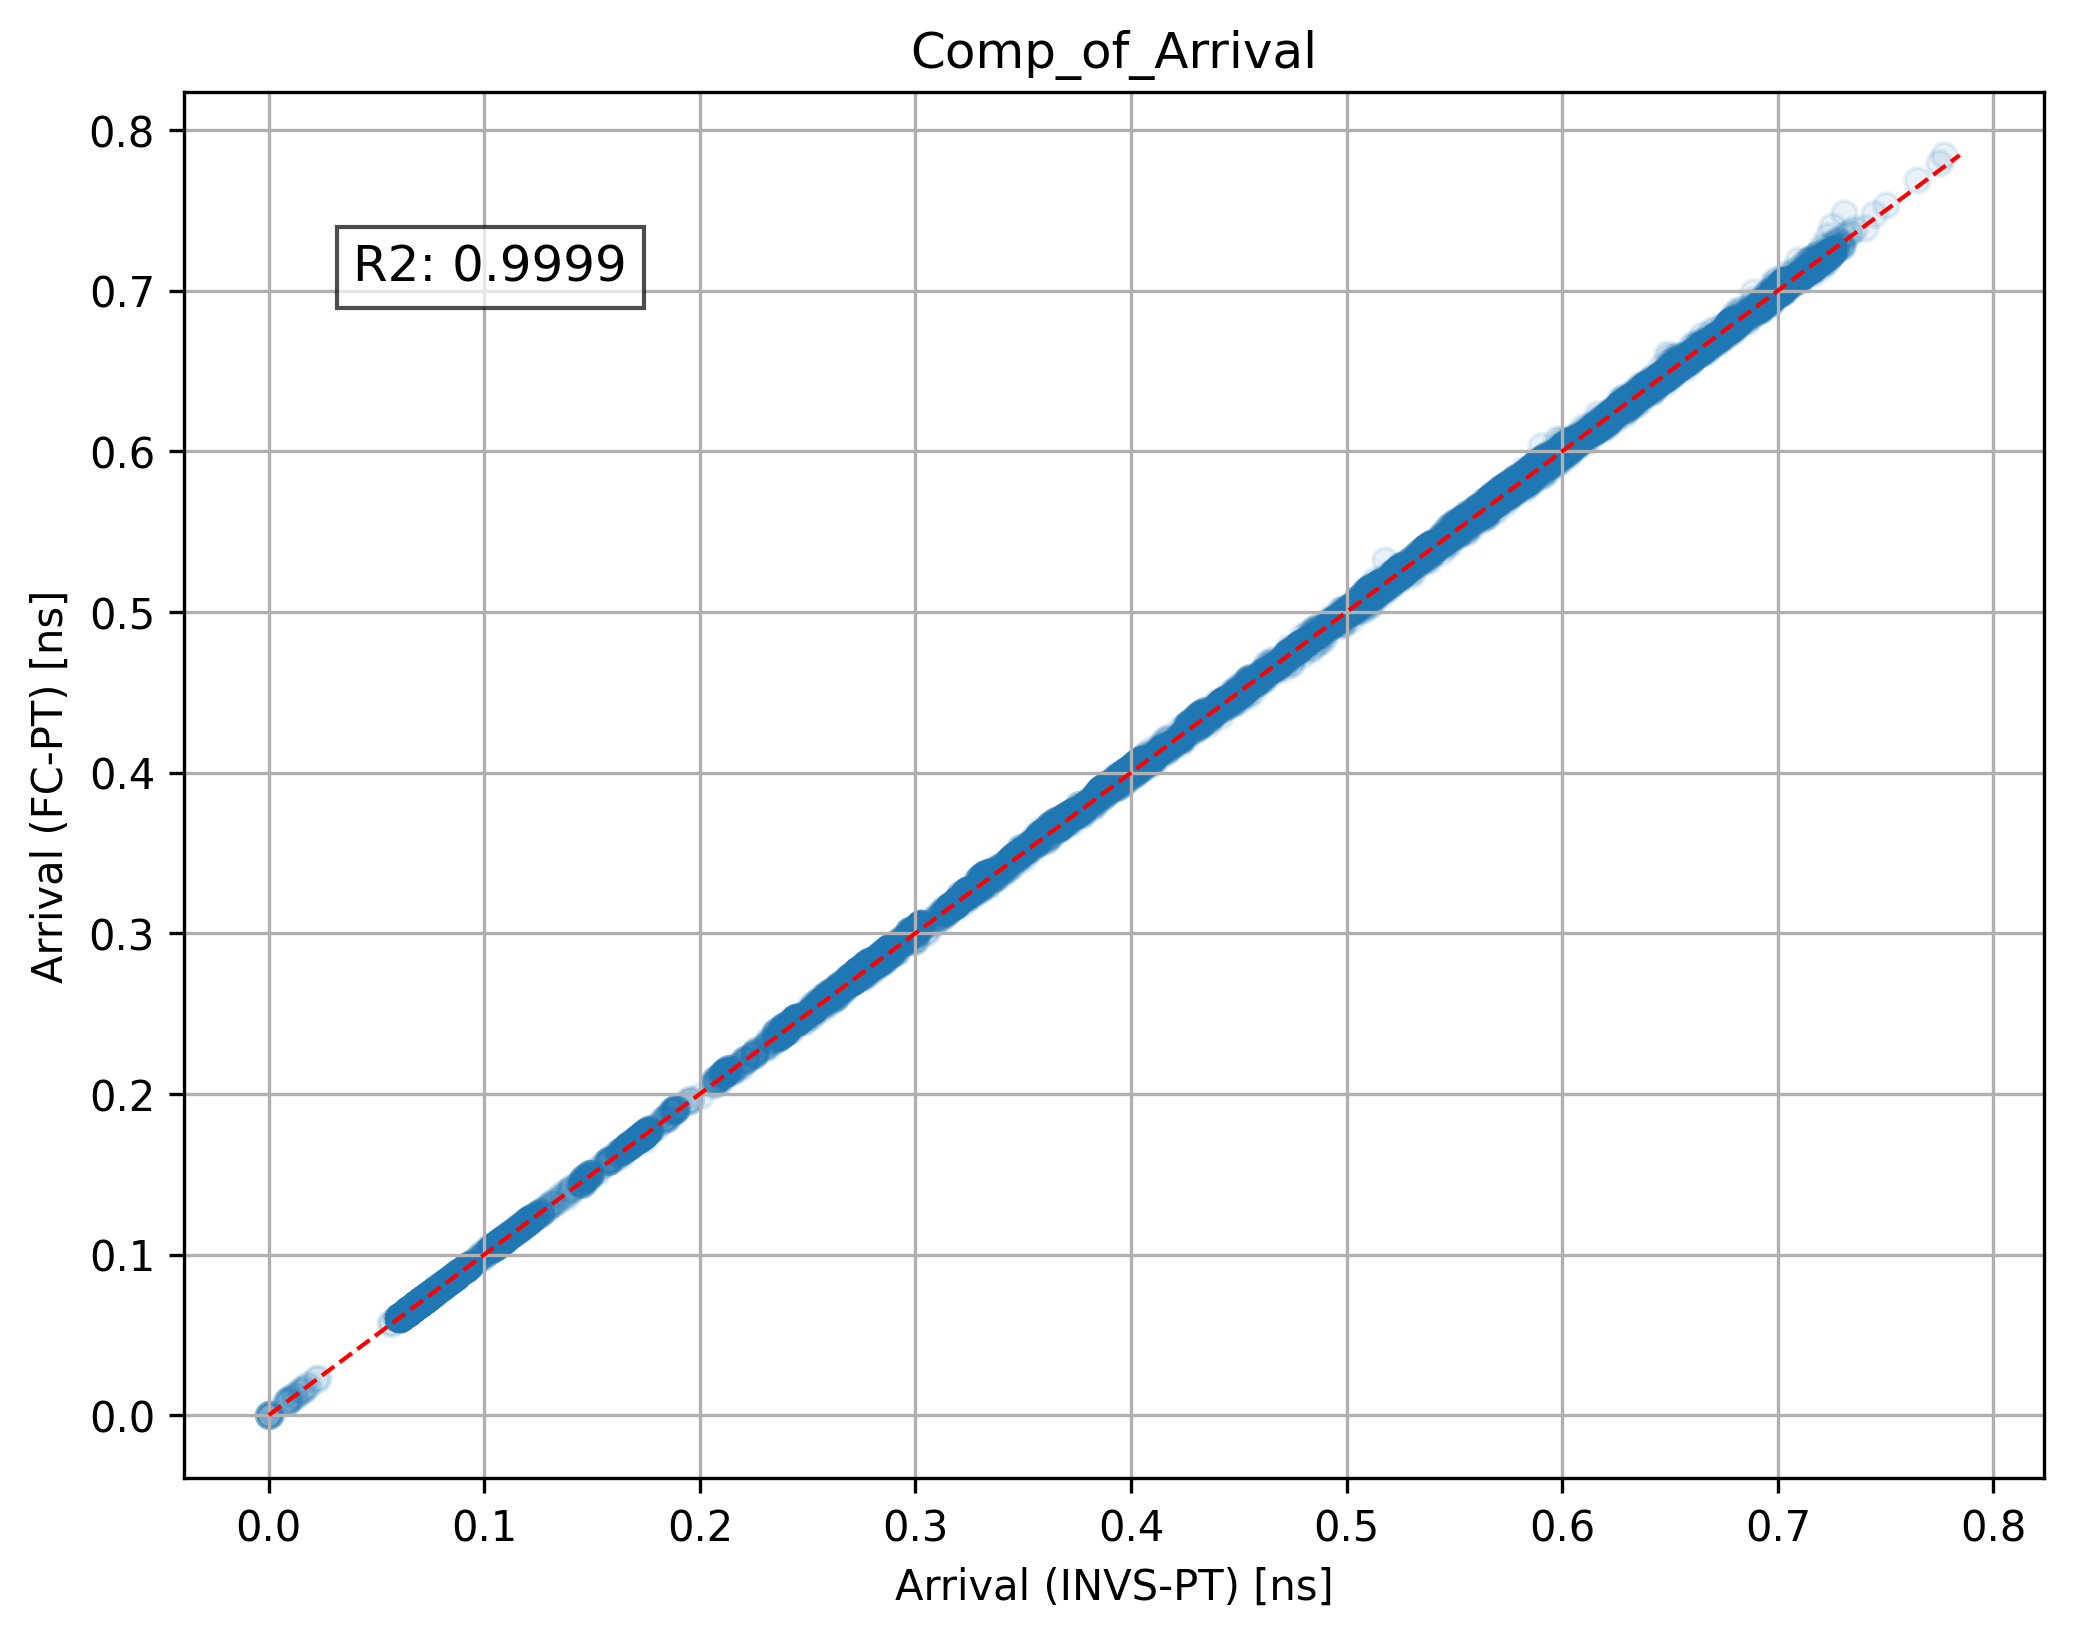 Comp_of_Arrival
R2: 0.9999
0.8
0.7
0.6
0.5
0.4
0.3
0.2
0.1
0.0
Arrival (FC-PT) [ns]
0.0 0.1 0.2 0.3 0.4 0.5 0.6 0.7 0.8
Arrival (INVS-PT) [ns]